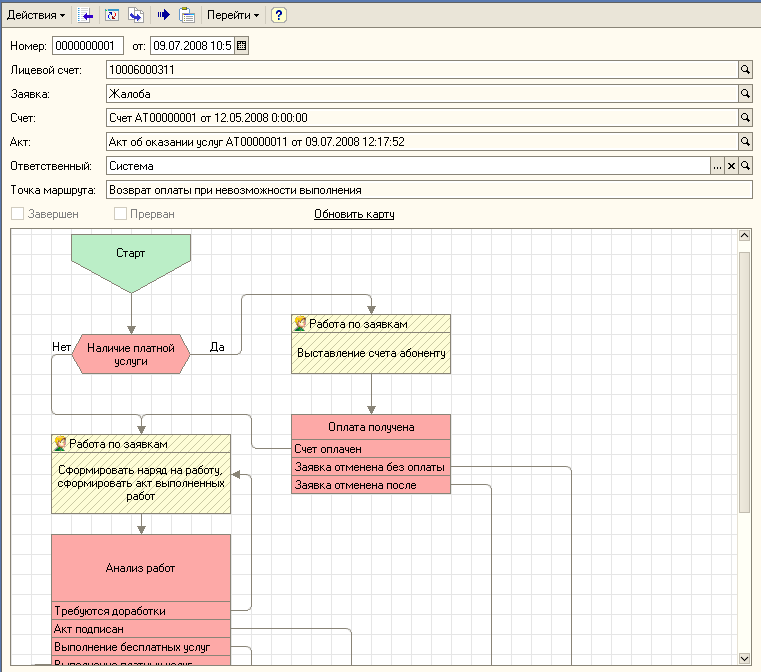 Действия
Перейти
?
Номер: 0000000001 от: 09.07.2008 10:5
Лицевой счет: 10006000311
Заявка: Жалоба
Счет: Счет АТ00000001 от 12.05.2008 0:00:00
Акт: Акт об оказании услуг АТ00000011 от 09.07.2008 12:17:52
Ответственный: Система ... x
Точка маршрута: Возврат оплаты при невозможности выполнения
Завершен Прерван Обновить карту
Старт
Наличие платной
услуги
Нет
Да
Работа по заявкам
Выставление счета абоненту
Оплата получена
Счет оплачен
Заявка отменена без оплаты
Заявка отменена после
Работа по заявкам
Сформировать наряд на работу,
сформировать акт выполненных
работ
Анализ работ
Требуются доработки
Акт подписан
Выполнение бесплатных услуг
Выполнение платных услуг